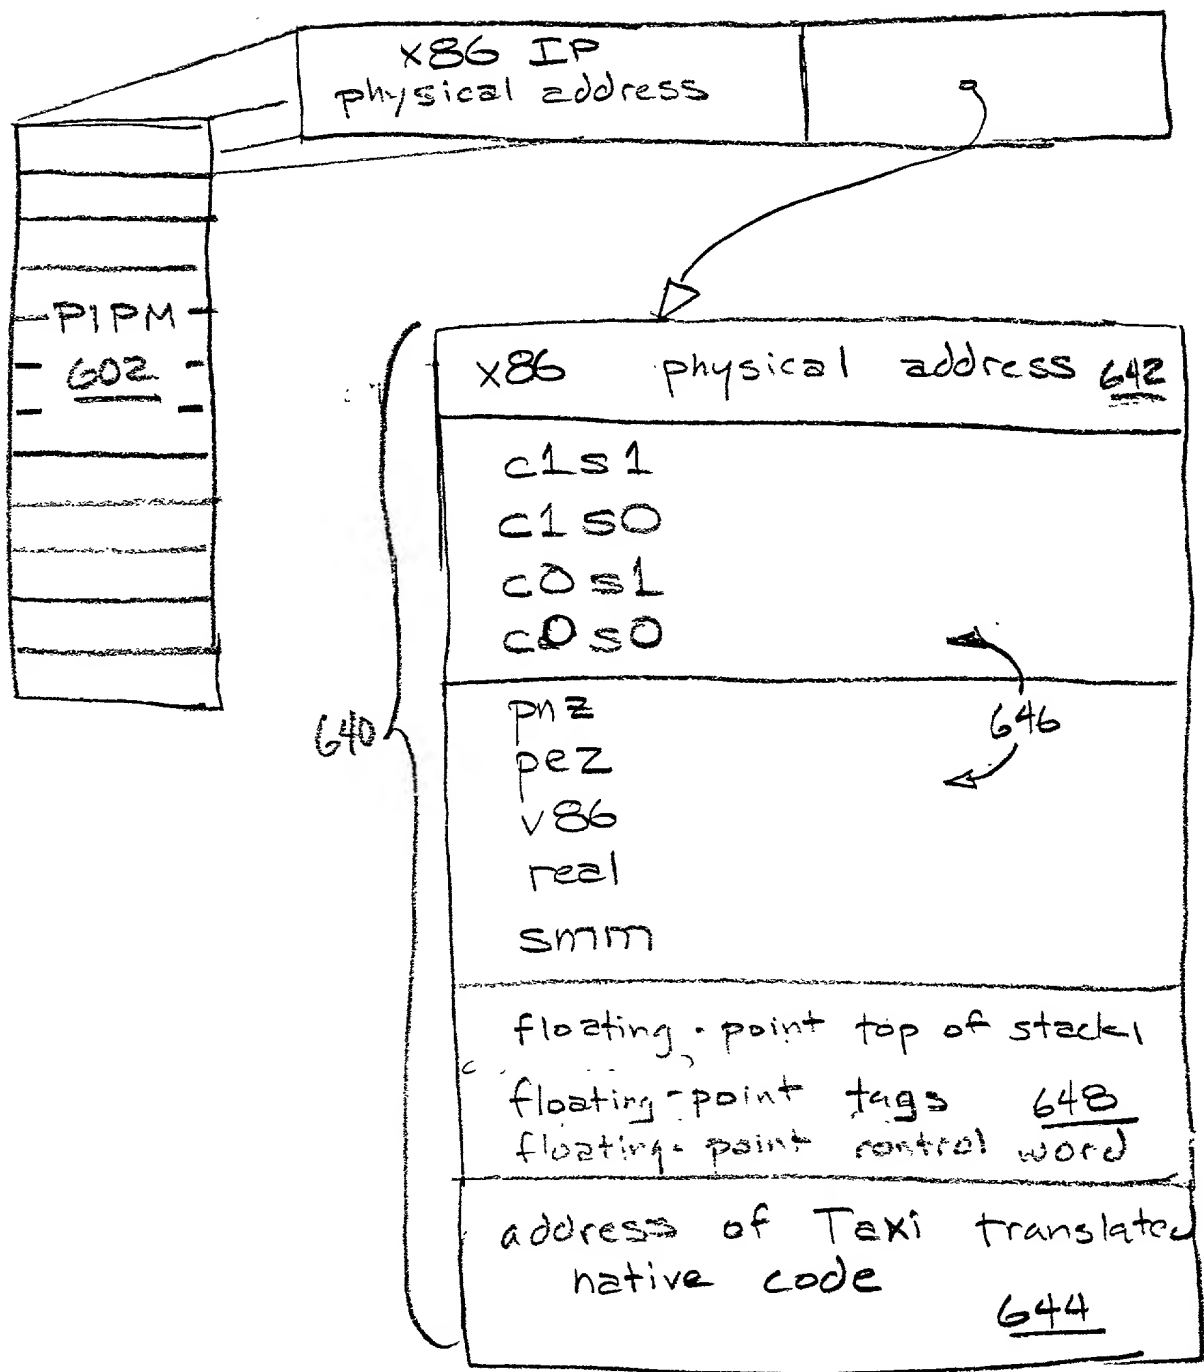 x86 IP
physical address
PIPM
602
x86 physical address 642
c1s1
c1s0
c0s1
c0s0
646
pnz
pez
v86
real
smm
640
floating-point top of stack
floating-point tags 648
floating-point control word
address of Taxi translated
native code
644